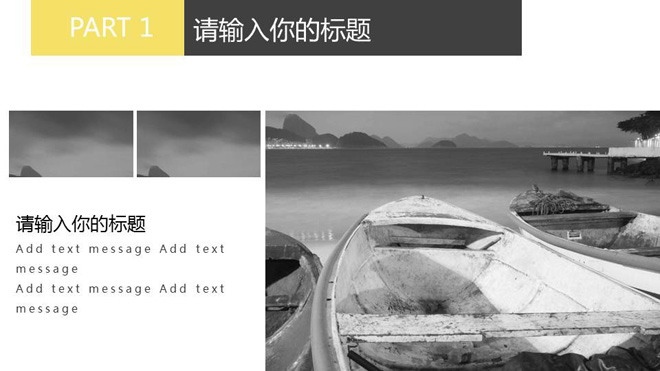 PART 1
请输入你的标题
请输入你的标题
Add text message Add text
message
Add text message Add text
message